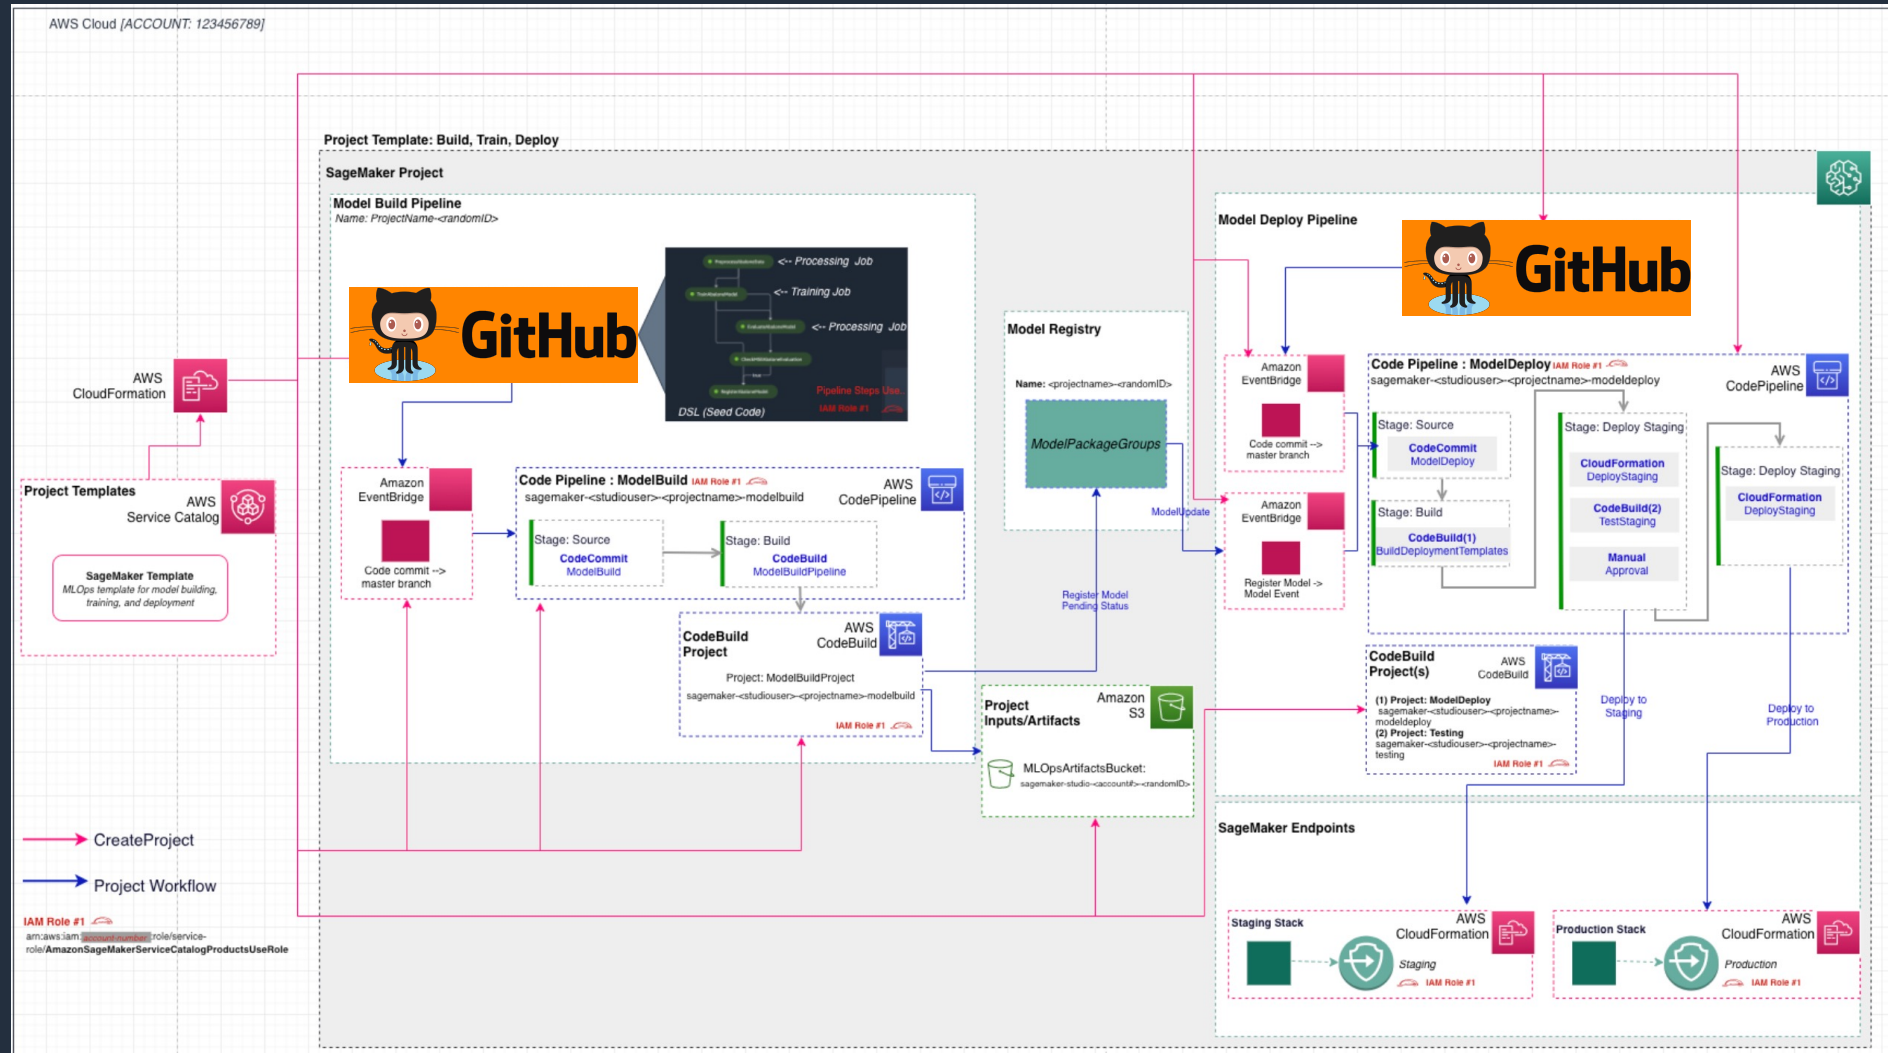 AWS Cloud [ACCOUNT: 123456789]
Project Template: Build, Train, Deploy
SageMaker Project
Model Build Pipeline
Name: ProjectName-<randomID>
GitHub
<-- Processing Job
<-- Training Job
<-- Processing Job
Pipeline Steps Use..
IAM Role #1
DSL (Seed Code)
AWS
CloudFormation
Project Templates
AWS
Service Catalog
SageMaker Template
MLOps template for model building,
training, and deployment
Amazon
EventBridge
Code commit -->
master branch
Code Pipeline : ModelBuild IAM Role #1
sagemaker-<studiouser>-<projectname>-modelbuild
AWS
CodePipeline
Stage: Source
CodeCommit
ModelBuild
Stage: Build
CodeBuild
ModelBuildPipeline
CodeBuild
Project
AWS
CodeBuild
Project: ModelBuildProject
sagemaker-<studiouser>-<projectname>-modelbuild
IAM Role #1
Model Registry
Name: <projectname>-<randomID>
ModelPackageGroups
ModelUpdate
Register Model
Pending Status
Project
Inputs/Artifacts
Amazon
S3
MLOpsArtifactsBucket:
sagemaker-studio-<account#>-<randomID>
Model Deploy Pipeline
GitHub
Amazon
EventBridge
Code commit -->
master branch
Amazon
EventBridge
Register Model ->
Model Event
Code Pipeline : ModelDeploy IAM Role #1
sagemaker-<studiouser>-<projectname>-modeldeploy
AWS
CodePipeline
Stage: Source
CodeCommit
ModelDeploy
Stage: Build
CodeBuild(1)
BuildDeploymentTemplates
Stage: Deploy Staging
CloudFormation
DeployStaging
CodeBuild(2)
TestStaging
Manual
Approval
Stage: Deploy Staging
CloudFormation
DeployStaging
CodeBuild
Project(s)
AWS
CodeBuild
(1) Project: ModelDeploy
sagemaker-<studiouser>-<projectname>-
modeldeploy
(2) Project: Testing
sagemaker-<studiouser>-<projectname>-
testing
IAM Role #1
Deploy to
Staging
Deploy to
Production
SageMaker Endpoints
Staging Stack
AWS
CloudFormation
Staging
IAM Role #1
Production Stack
AWS
CloudFormation
Production
IAM Role #1
CreateProject
Project Workflow
IAM Role #1
arn:aws:iam:account-number:role/service-
role/AmazonSageMakerServiceCatalogProductsUseRole